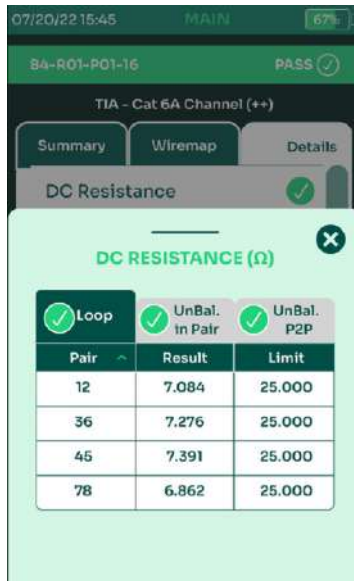 07/20/22 15:45 MAIN 67%
B4-R01-P01-16 PASS
TIA - Cat 6A Channel (++)
Summary Wiremap Details
DC Resistance
DC RESISTANCE (Ω)
Loop
UnBal.
in Pair
UnBal.
P2P
Pair Result Limit
12 7.084 25.000
36 7.276 25.000
45 7.391 25.000
78 6.862 25.000